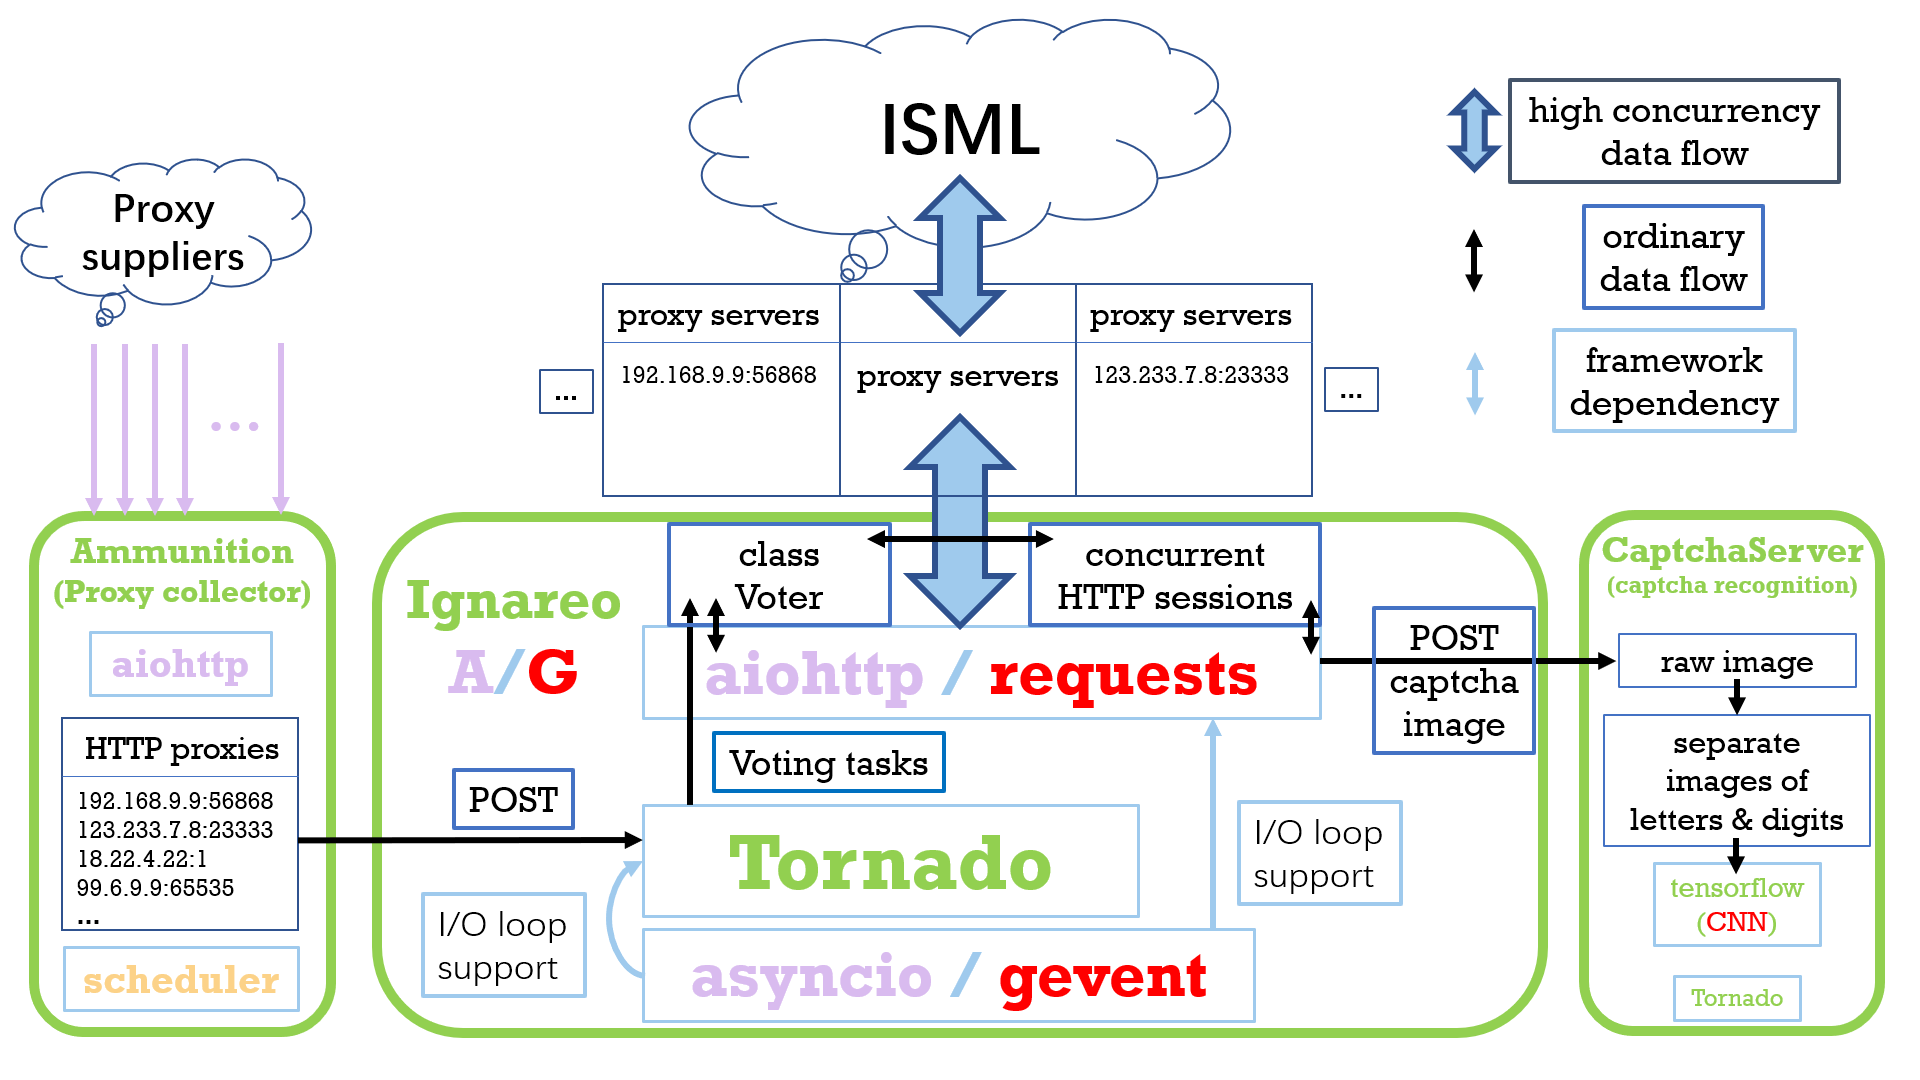 ISML
high concurrency
data flow
ordinary
data flow
framework
dependency
Proxy
suppliers
...
proxy servers
proxy servers
192.168.9.9:56868
proxy servers
123.233.7.8:23333
...
...
Ammunition
(Proxy collector)
aiohttp
HTTP proxies
192.168.9.9:56868
123.233.7.8:23333
18.22.4.22:1
99.6.9.9:65535
...
scheduler
Ignareo
A/G
class
Voter
concurrent
HTTP sessions
aiohttp / requests
Voting tasks
POST
Tornado
I/O loop
support
I/O loop
support
asyncio / gevent
POST
captcha
image
CaptchaServer
(captcha recognition)
raw image
separate
images of
letters & digits
tensorflow
(CNN)
Tornado